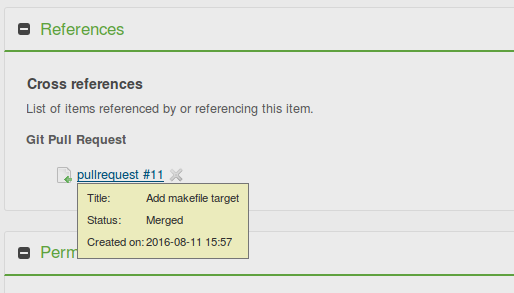 References
Cross references
List of items referenced by or referencing this item.
Git Pull Request
pullrequest #11
Title: Add makefile target
Status: Merged
Created on: 2016-08-11 15:57
Perm